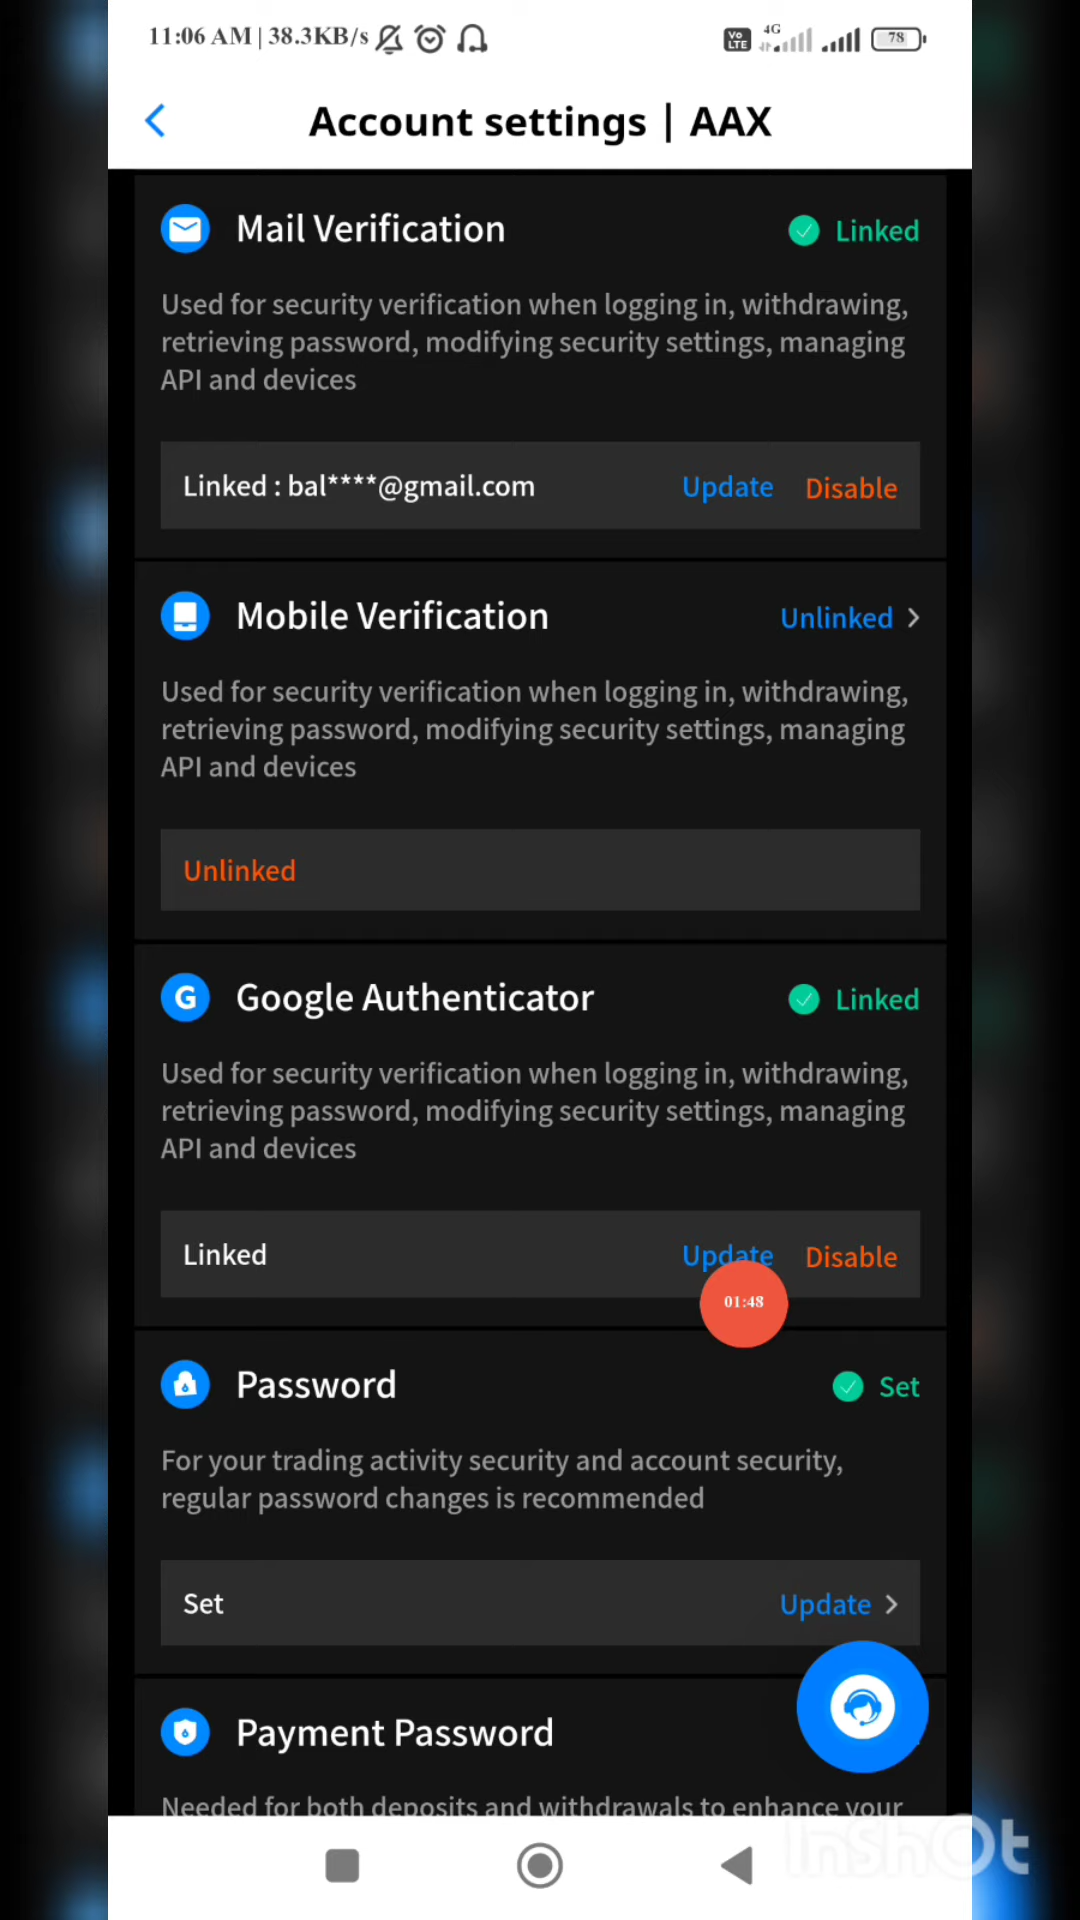 11:06 AM | 38.3KB/s
Vo LTE 4G 78
Account settings | AAX
Mail Verification Linked
Used for security verification when logging in, withdrawing,
retrieving password, modifying security settings, managing
API and devices
Linked : bal****@gmail.com Update Disable
Mobile Verification Unlinked >
Used for security verification when logging in, withdrawing,
retrieving password, modifying security settings, managing
API and devices
Unlinked
G Google Authenticator Linked
Used for security verification when logging in, withdrawing,
retrieving password, modifying security settings, managing
API and devices
Linked Update Disable
01:48
Password Set
For your trading activity security and account security,
regular password changes is recommended
Set Update >
Payment Password
Needed for both deposits and withdrawals to enhance your
InShOt